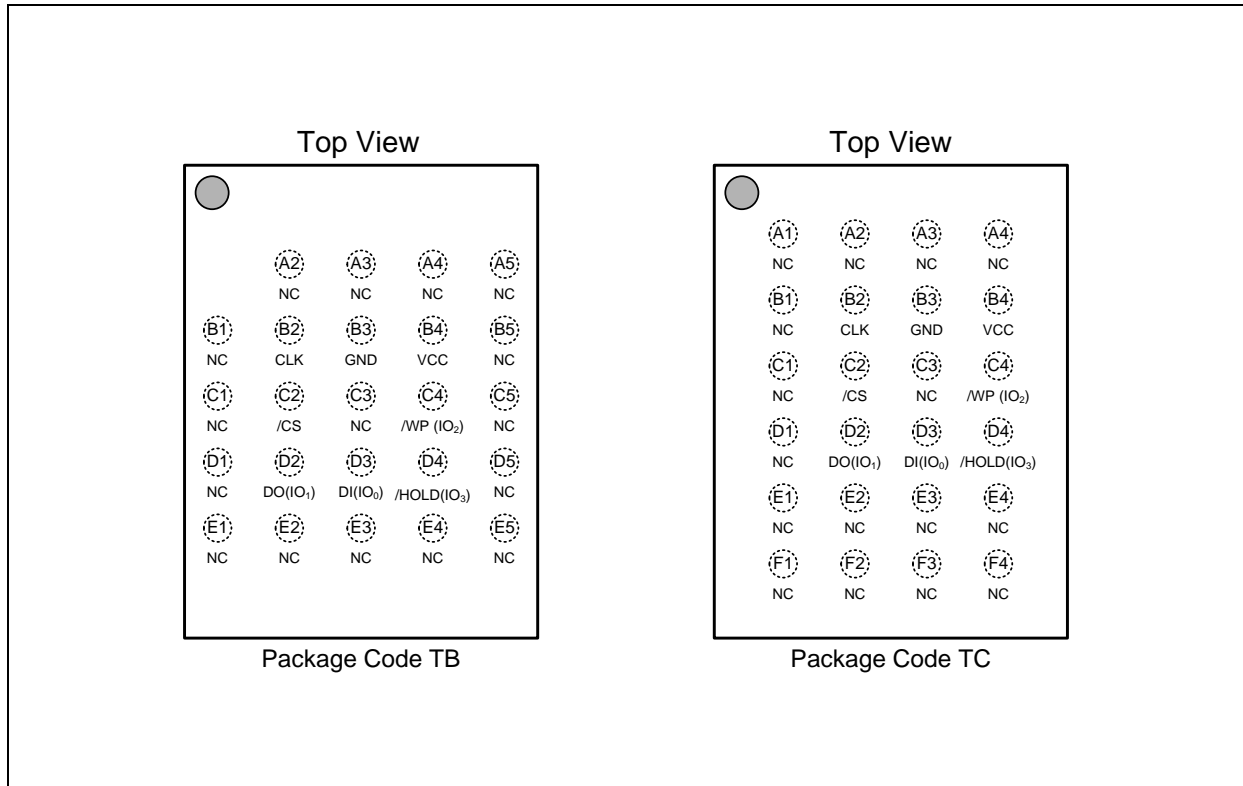 Top View
A2 A3 A4 A5
NC NC NC NC
B1 B2 B3 B4 B5
NC CLK GND VCC NC
C1 C2 C3 C4 C5
NC /CS NC /WP (IO₂) NC
D1 D2 D3 D4 D5
NC DO(IO₁) DI(IO₀) /HOLD(IO₃) NC
E1 E2 E3 E4 E5
NC NC NC NC NC
Package Code TB
Top View
A1 A2 A3 A4
NC NC NC NC
B1 B2 B3 B4
NC CLK GND VCC
C1 C2 C3 C4
NC /CS NC /WP (IO₂)
D1 D2 D3 D4
NC DO(IO₁) DI(IO₀) /HOLD(IO₃)
E1 E2 E3 E4
NC NC NC NC
F1 F2 F3 F4
NC NC NC NC
Package Code TC